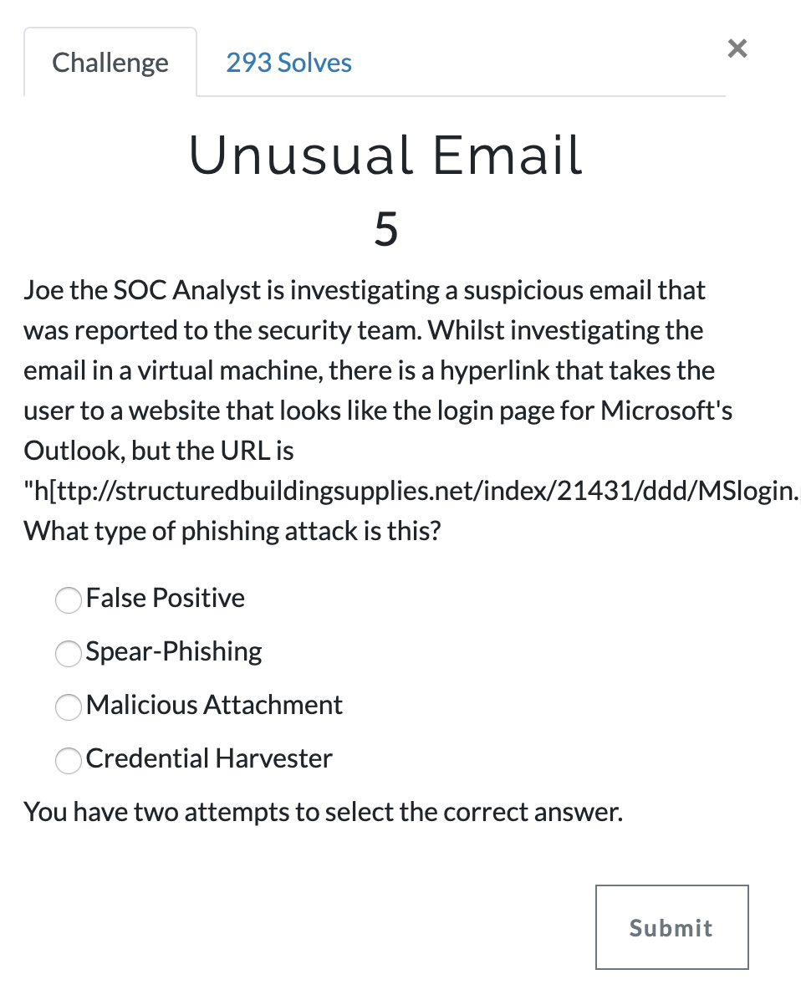 Challenge
293 Solves
×
Unusual Email
5
Joe the SOC Analyst is investigating a suspicious email that
was reported to the security team. Whilst investigating the
email in a virtual machine, there is a hyperlink that takes the
user to a website that looks like the login page for Microsoft's
Outlook, but the URL is
"h[ttp://structuredbuildingsupplies.net/index/21431/ddd/MSlogin.
What type of phishing attack is this?
False Positive
Spear-Phishing
Malicious Attachment
Credential Harvester
You have two attempts to select the correct answer.
Submit